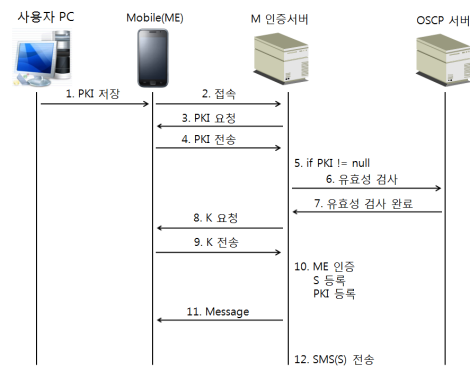 사용자 PC
Mobile(ME)
M 인증서버
OSCP 서버
1. PKI 저장
2. 접속
3. PKI 요청
4. PKI 전송
5. if PKI != null
6. 유효성 검사
7. 유효성 검사 완료
8. K 요청
9. K 전송
10. ME 인증
S 등록
PKI 등록
11. Message
12. SMS(S) 전송